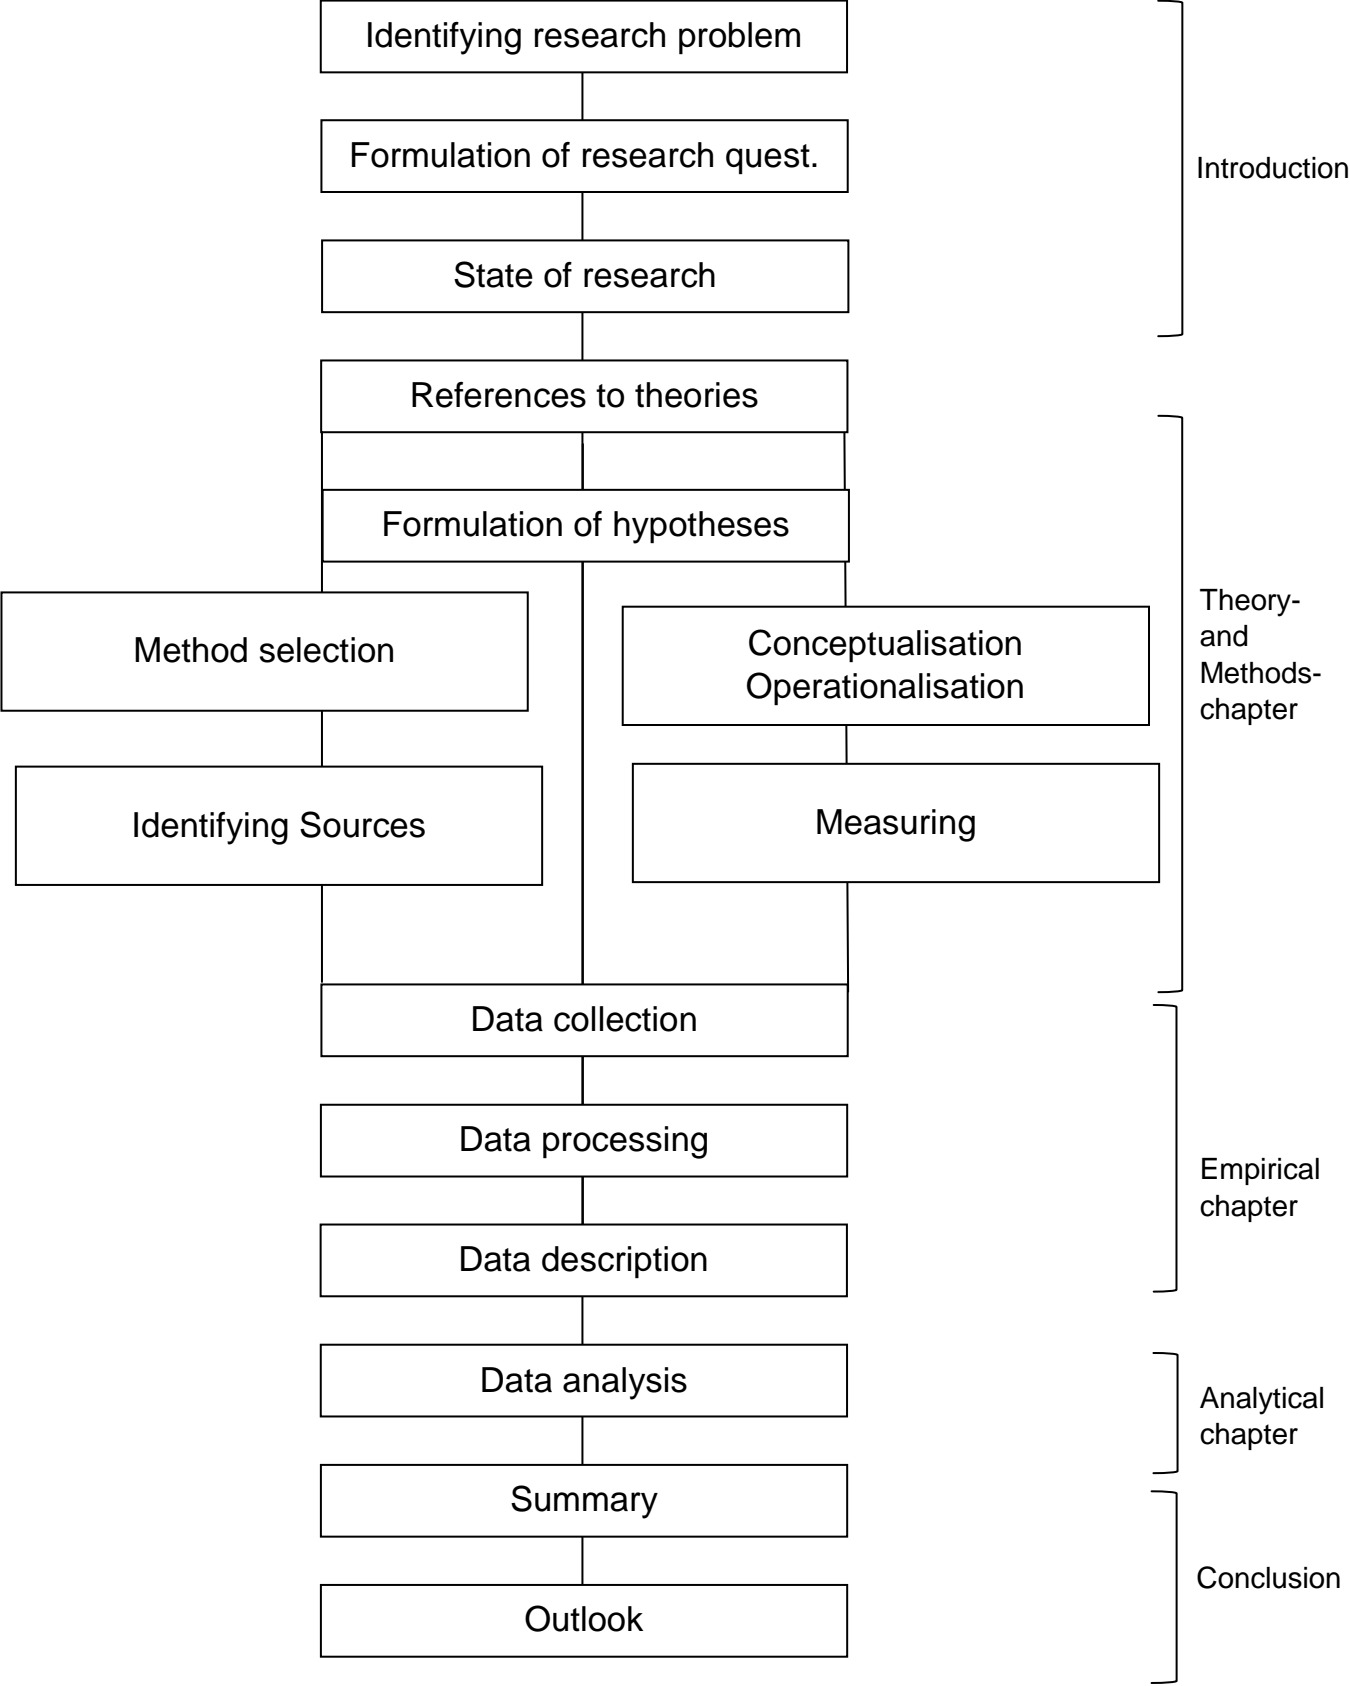 Identifying research problem
Formulation of research quest.
Introduction
State of research
References to theories
Formulation of hypotheses
Method selection
Conceptualisation
Operationalisation
Theory-
and
Methods-
chapter
Identifying Sources
Measuring
Data collection
Data processing
Empirical
chapter
Data description
Data analysis
Analytical
chapter
Summary
Conclusion
Outlook